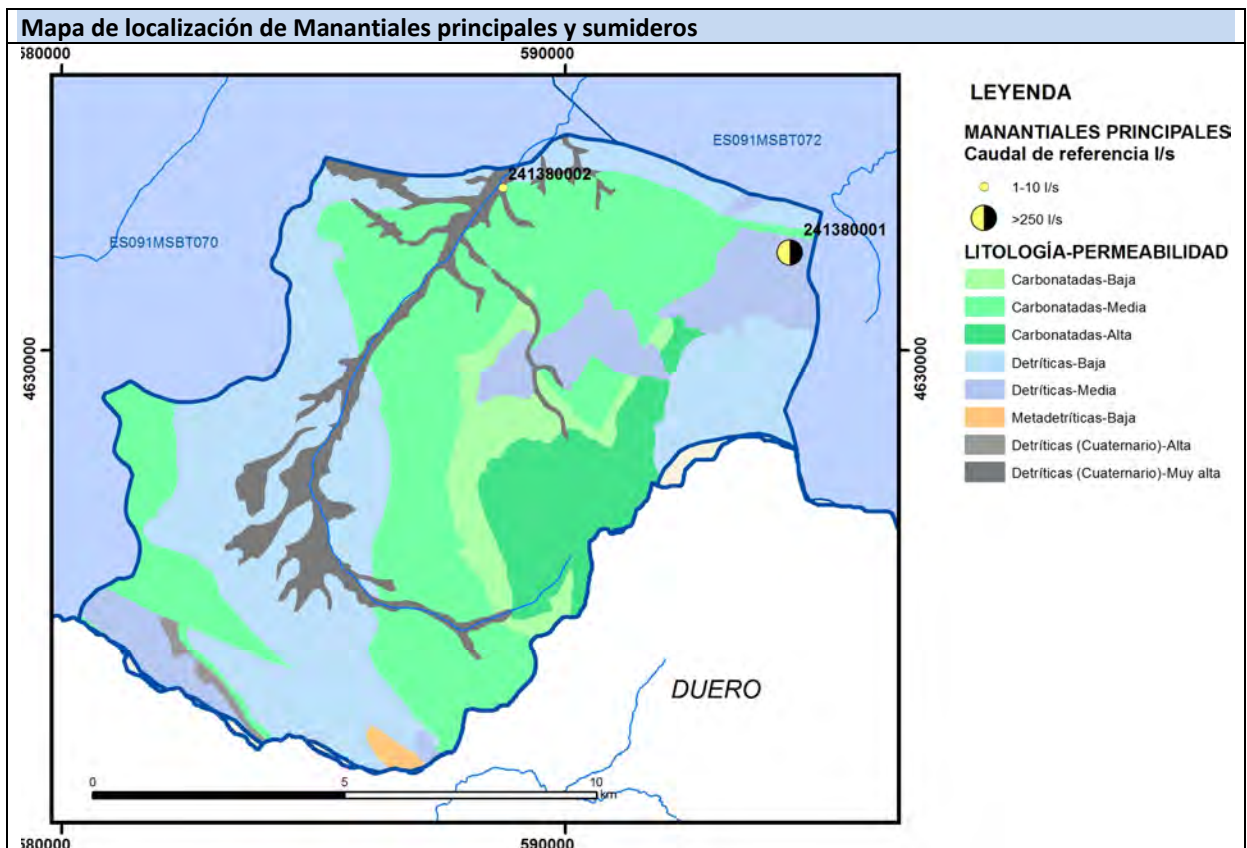 Mapa de localización de Manantiales principales y sumideros
580000
590000
LEYENDA
MANANTIALES PRINCIPALES
Caudal de referencia l/s
1-10 l/s
>250 l/s
LITOLOGÍA-PERMEABILIDAD
Carbonatadas-Baja
Carbonatadas-Media
Carbonatadas-Alta
Detríticas-Baja
Detríticas-Media
Metadetríticas-Baja
Detríticas (Cuaternario)-Alta
Detríticas (Cuaternario)-Muy alta
ES091MSBT072
241380002
241380001
ES091MSBT070
4630000
4630000
DUERO
0
5
10
km
580000
590000